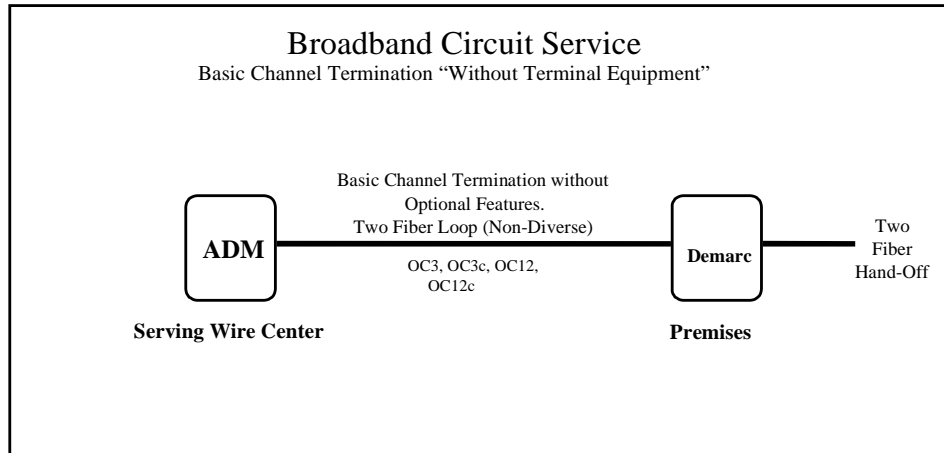 Broadband Circuit Service
Basic Channel Termination “Without Terminal Equipment”
Basic Channel Termination without
Optional Features.
Two Fiber Loop (Non-Diverse)
ADM
OC3, OC3c, OC12,
OC12c
Demarc
Two
Fiber
Hand-Off
Serving Wire Center
Premises